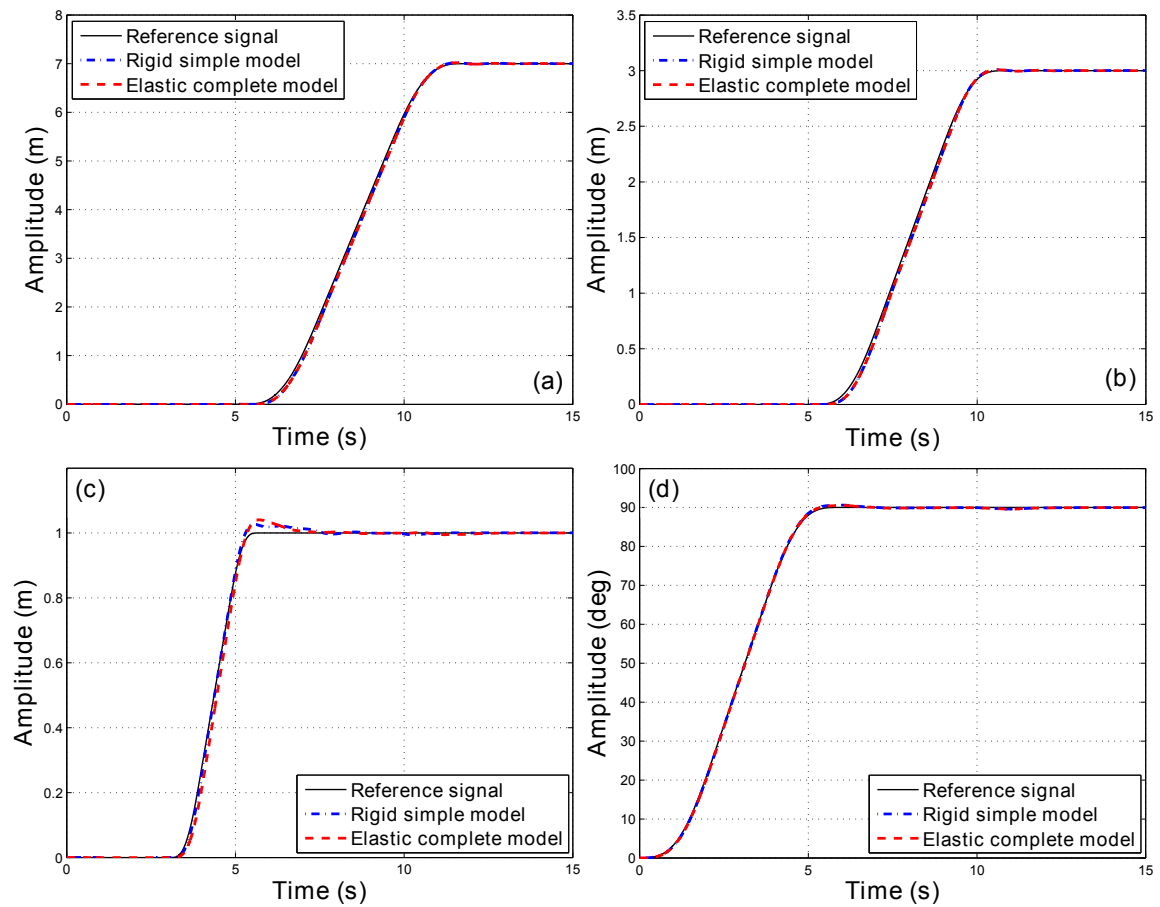 8
7
6
5
4
3
2
1
0
Amplitude (m)
Reference signal
Rigid simple model
Elastic complete model
(a)
0
5
10
15
Time (s)
3.5
3
2.5
2
1.5
1
0.5
0
Amplitude (m)
Reference signal
Rigid simple model
Elastic complete model
(b)
0
5
10
15
Time (s)
(c)
1
0.8
0.6
0.4
0.2
0
Amplitude (m)
Reference signal
Rigid simple model
Elastic complete model
0
5
10
15
Time (s)
100
90
80
70
60
50
40
30
20
10
0
Amplitude (deg)
(d)
Reference signal
Rigid simple model
Elastic complete model
0
5
10
15
Time (s)